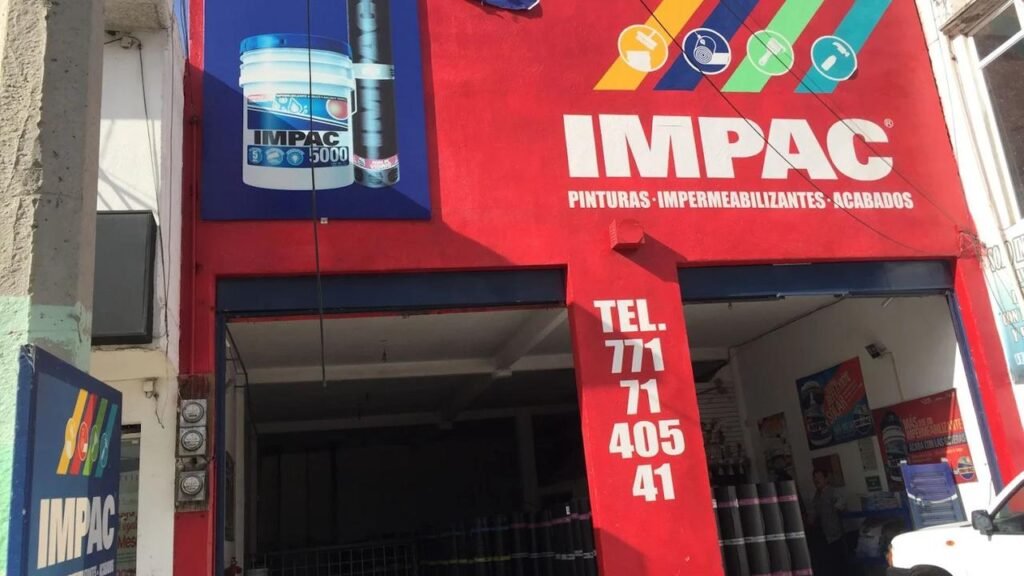 IMPAC
IMPAC
5000
IMPAC®
PINTURAS·IMPERMEABILIZANTES·ACABADOS
TEL.
771
71
405
41
IMPAC